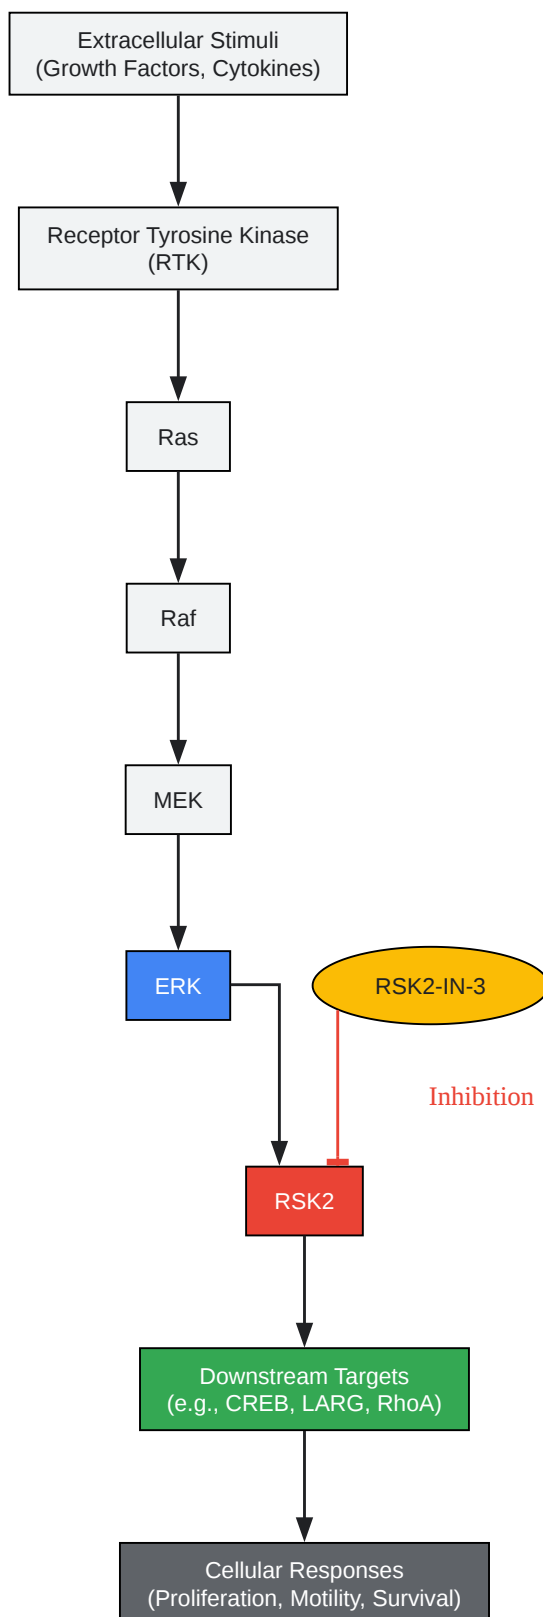 Extracellular Stimuli
(Growth Factors, Cytokines)
Receptor Tyrosine Kinase
(RTK)
Ras
Raf
MEK
ERK
RSK2-IN-3
Inhibition
RSK2
Downstream Targets
(e.g., CREB, LARG, RhoA)
Cellular Responses
(Proliferation, Motility, Survival)